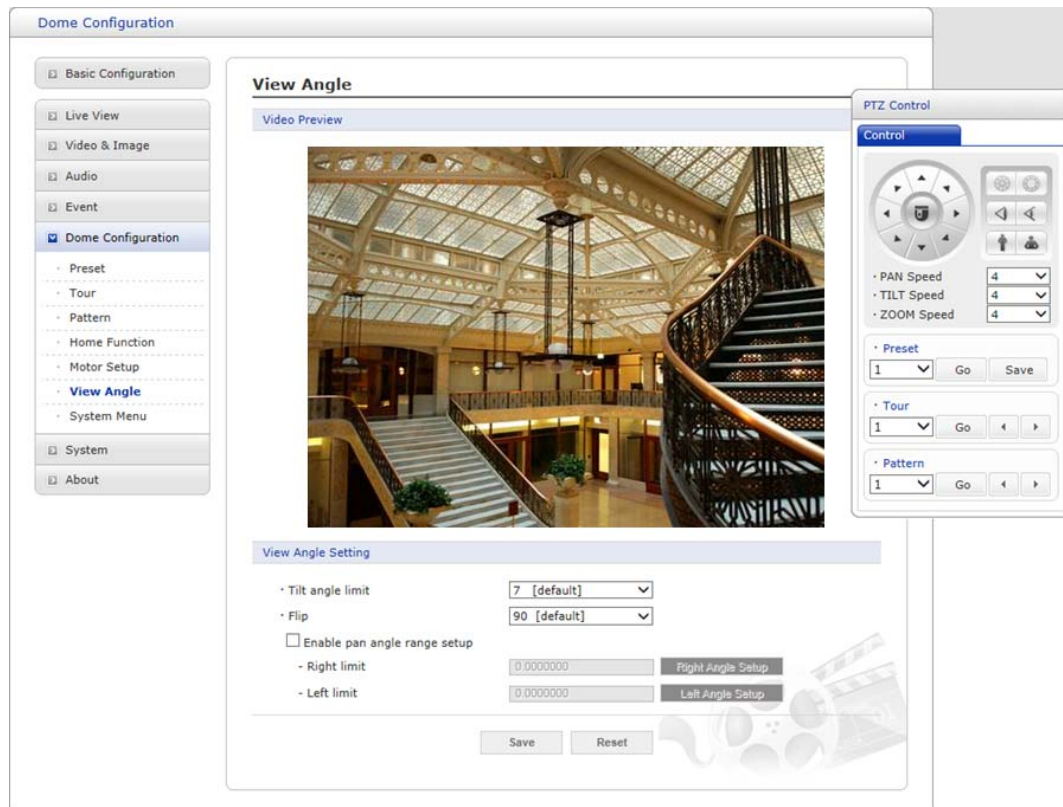 Dome Configuration
Basic Configuration
Live View
Video & Image
Audio
Event
Dome Configuration
· Preset
· Tour
· Pattern
· Home Function
· Motor Setup
· View Angle
· System Menu
System
About
View Angle
Video Preview
View Angle Setting
· Tilt angle limit 7 [default]
· Flip 90 [default]
Enable pan angle range setup
- Right limit 0.0000000 Right Angle Setup
- Left limit 0.0000000 Left Angle Setup
Save Reset
PTZ Control
Control
· PAN Speed 4
· TILT Speed 4
· ZOOM Speed 4
· Preset
1 Go Save
· Tour
1 Go
· Pattern
1 Go